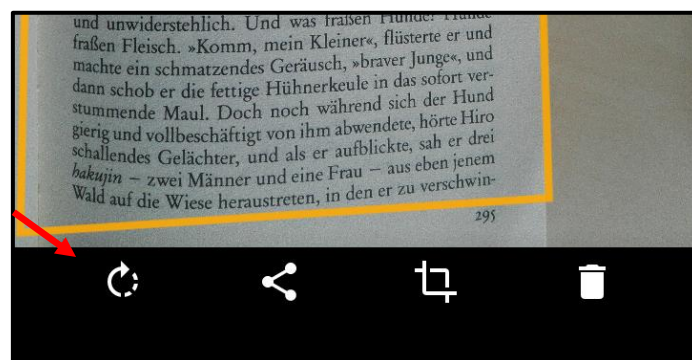 und unwiderstehlich. Und was fraßen Hunde? Hunde
fraßen Fleisch. »Komm, mein Kleiner«, flüsterte er und
machte ein schmatzendes Geräusch, »braver Junge«, und
dann schob er die fettige Hühnerkeule in das sofort ver-
stummende Maul. Doch noch während sich der Hund
gierig und vollbeschäftigt von ihm abwendete, hörte Hiro
schallendes Gelächter, und als er aufblickte, sah er drei
hakujin – zwei Männer und eine Frau – aus eben jenem
Wald auf die Wiese heraustreten, in den er zu verschwin-
295